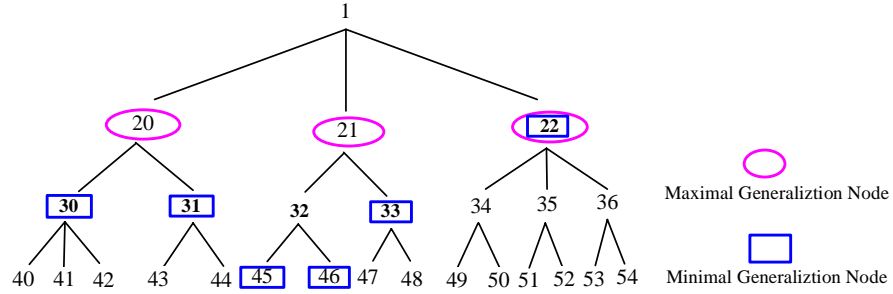 1
20 21 22
30 31 32 33 34 35 36
40 41 42 43 44 45 46 47 48 49 50 51 52 53 54
Maximal Generaliztion Node
Minimal Generaliztion Node